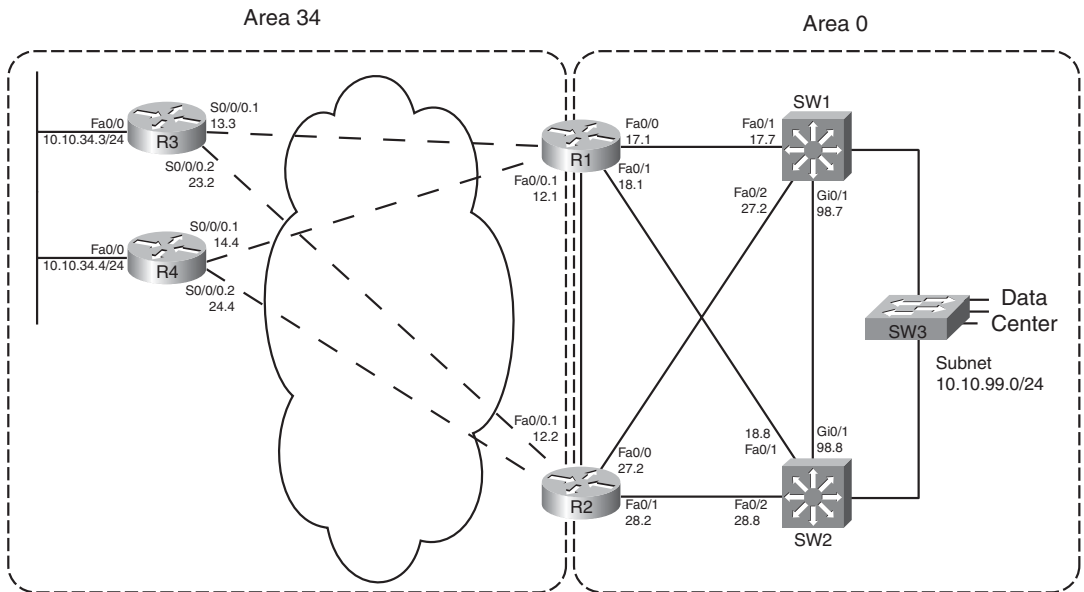 Area 34
Area 0
Fa0/0
10.10.34.3/24
R3
S0/0/0.1
13.3
S0/0/0.2
23.2
Fa0/0
10.10.34.4/24
R4
S0/0/0.1
14.4
S0/0/0.2
24.4
R1
Fa0/0
17.1
Fa0/1
18.1
Fa0/0.1
12.1
Fa0/0.1
12.2
R2
Fa0/0
27.2
Fa0/1
28.2
SW1
Fa0/1
17.7
Fa0/2
27.2
Gi0/1
98.7
18.8
Fa0/1
Gi0/1
98.8
Fa0/2
28.8
SW2
SW3
Data
Center
Subnet
10.10.99.0/24